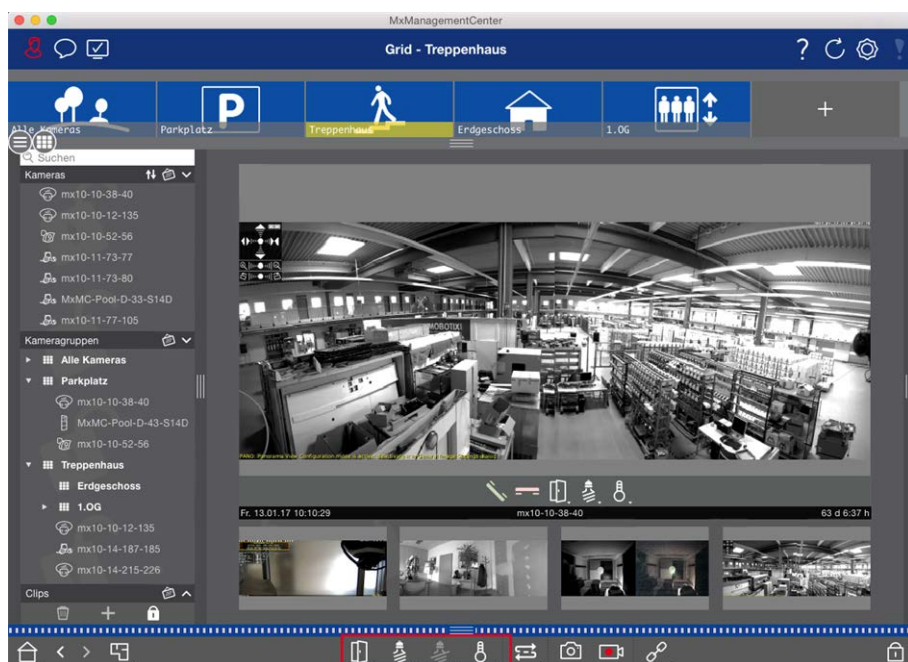 MxManagementCenter
Grid - Treppenhaus
?
P
Alle Kameras
Parkplatz
Treppenhaus
Erdgeschoss
1.OG
+
Suchen
Kameras
mx10-10-38-40
mx10-10-12-135
mx10-10-52-56
mx10-11-73-77
mx10-11-73-80
MxMC-Pool-D-33-S14D
mx10-11-77-105
Kameragruppen
Alle Kameras
Parkplatz
mx10-10-38-40
MxMC-Pool-D-43-S14D
mx10-10-52-56
Treppenhaus
Erdgeschoss
1.OG
mx10-10-12-135
mx10-14-187-185
mx10-14-215-226
Clips
MOBOTIX
Fr. 13.01.17 10:10:29
mx10-10-38-40
63 d 6:37 h